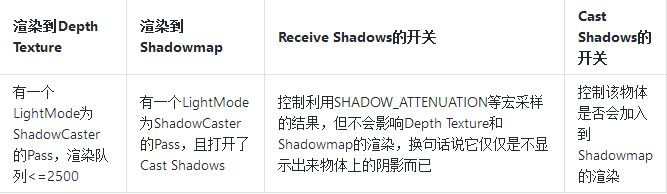 渲染到Depth
Texture
渲染到
Shadowmap
Receive Shadows的开关
Cast
Shadows的
开关
有一个
LightMode为
ShadowCaster
的Pass，渲染队
列<=2500
有一个LightMode
为ShadowCaster
的Pass，且打开了
Cast Shadows
控制利用SHADOW_ATTENUATION等宏采样
的结果，但不会影响Depth Texture和
Shadowmap的渲染，换句话说它仅仅是不显
示出来物体上的阴影而已
控制该物体
是否会加入
到
Shadowmap
的渲染